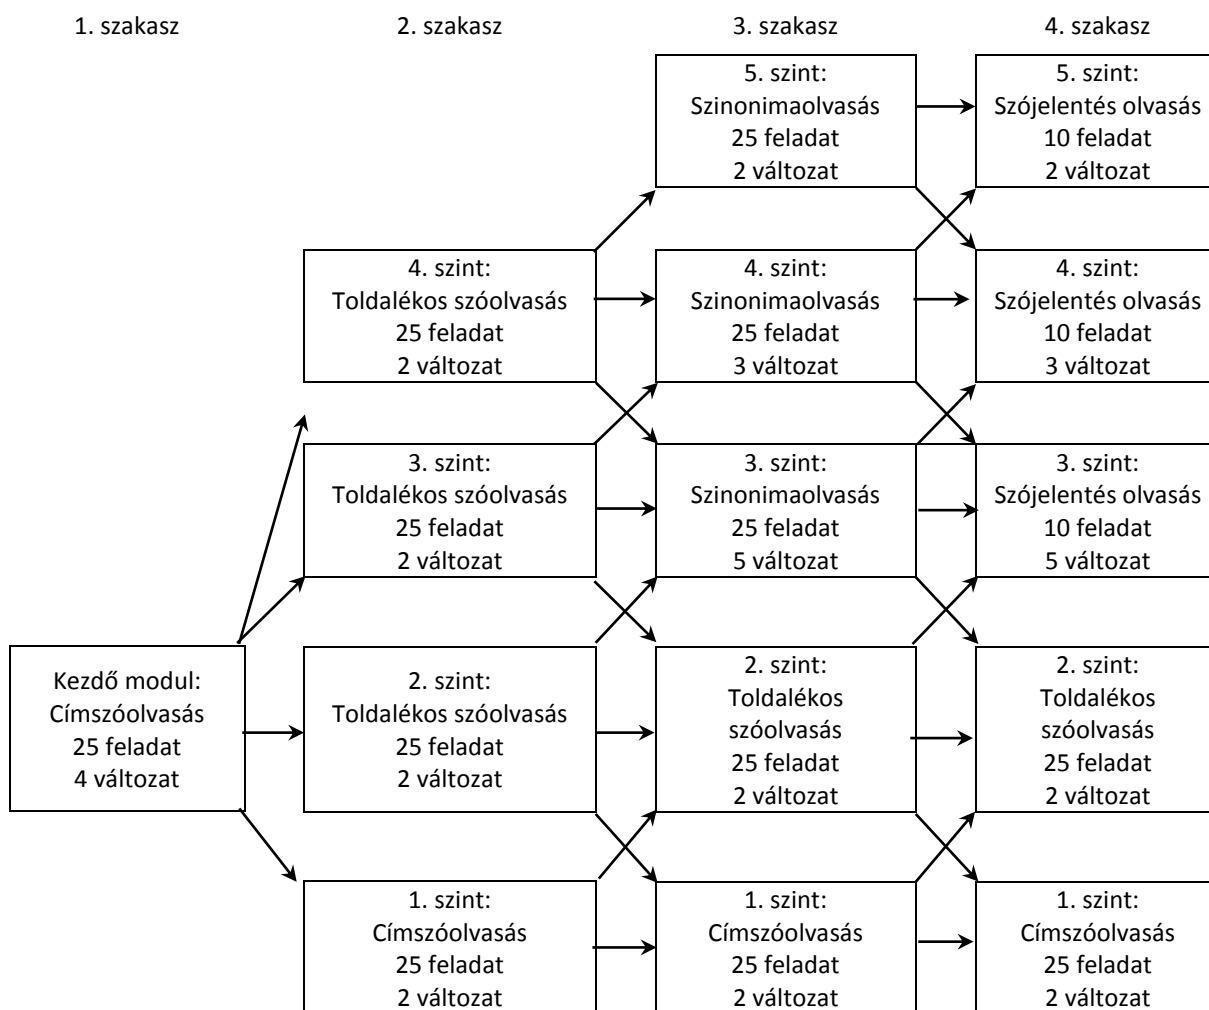 1. szakasz
2. szakasz
3. szakasz
4. szakasz
5. szint:
Szinonimaolvasás
25 feladat
2 változat
5. szint:
Szójelentés olvasás
10 feladat
2 változat
4. szint:
Toldalékos szóolvasás
25 feladat
2 változat
4. szint:
Szinonimaolvasás
25 feladat
3 változat
4. szint:
Szójelentés olvasás
10 feladat
3 változat
3. szint:
Toldalékos szóolvasás
25 feladat
2 változat
3. szint:
Szinonimaolvasás
25 feladat
5 változat
3. szint:
Szójelentés olvasás
10 feladat
5 változat
Kezdő modul:
Címszóolvasás
25 feladat
4 változat
2. szint:
Toldalékos szóolvasás
25 feladat
2 változat
2. szint:
Toldalékos
szóolvasás
25 feladat
2 változat
2. szint:
Toldalékos
szóolvasás
25 feladat
2 változat
1. szint:
Címszóolvasás
25 feladat
2 változat
1. szint:
Címszóolvasás
25 feladat
2 változat
1. szint:
Címszóolvasás
25 feladat
2 változat